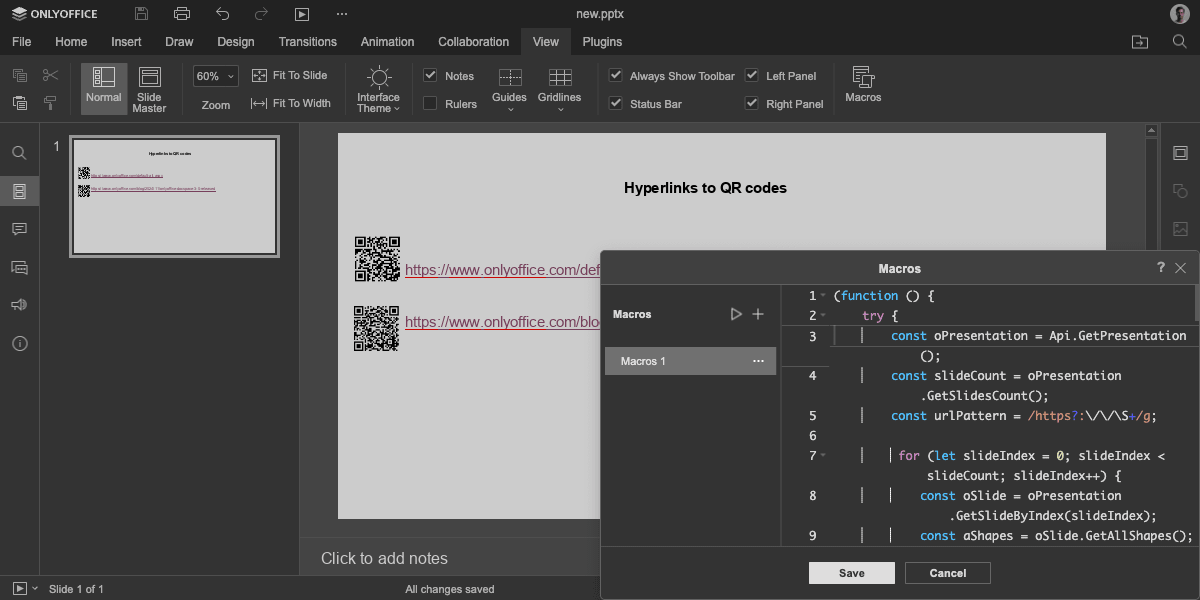 ONLYOFFICE
new.pptx
File Home Insert Draw Design Transitions Animation Collaboration View Plugins
Normal
Slide Master
60%
Zoom
Fit To Slide
Fit To Width
Interface Theme
Notes
Rulers
Guides
Gridlines
Always Show Toolbar
Status Bar
Left Panel
Right Panel
Macros
1
Hyperlinks to QR codes
Hyperlinks to QR codes
https://www.onlyoffice.com/def
https://www.onlyoffice.com/blo
Click to add notes
Macros
?
Macros
Macros 1
1 (function () {
2 try {
3 const oPresentation = Api.GetPresentation
();
4 const slideCount = oPresentation
.GetSlidesCount();
5 const urlPattern = /https?:\/\/\S+/g;
6
7 for (let slideIndex = 0; slideIndex <
slideCount; slideIndex++) {
8 const oSlide = oPresentation
.GetSlideByIndex(slideIndex);
9 const aShapes = oSlide.GetAllShapes();
Save
Cancel
Slide 1 of 1
All changes saved